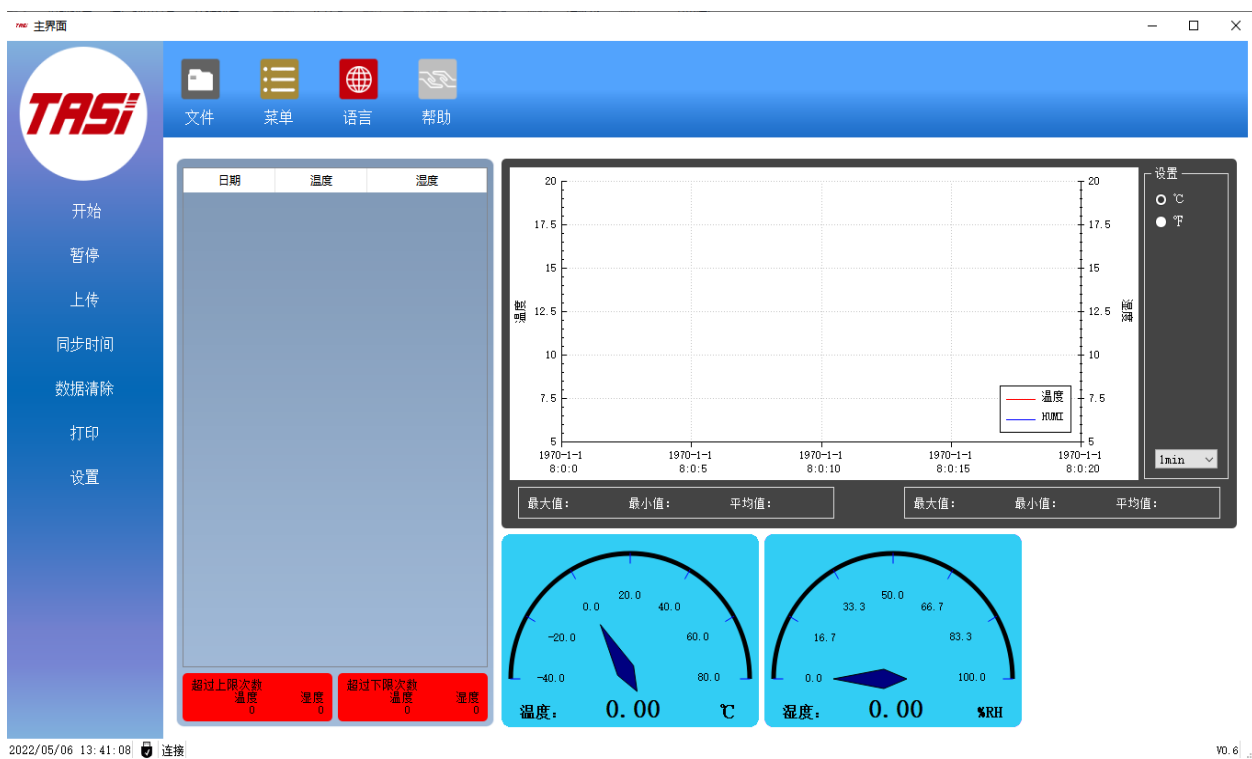 TASI 主界面
TASI
文件 菜单 语言 帮助
开始
暂停
上传
同步时间
数据清除
打印
设置
日期 温度 湿度
超过上限次数
温度 湿度
0 0
超过下限次数
温度 湿度
0 0
20 20
17.5 17.5
15 15
12.5 12.5
10 10
7.5 7.5
5 5
温度
湿度
温度
HUMI
1970-1-1 1970-1-1 1970-1-1 1970-1-1 1970-1-1
8:0:0 8:0:5 8:0:10 8:0:15 8:0:20
设置
℃
℉
1min
最大值: 最小值: 平均值: 最大值: 最小值: 平均值:
-40.0 -20.0 0.0 20.0 40.0 60.0 80.0
温度: 0.00 ℃
0.0 16.7 33.3 50.0 66.7 83.3 100.0
湿度: 0.00 %RH
2022/05/06 13:41:08 连接
V0.6